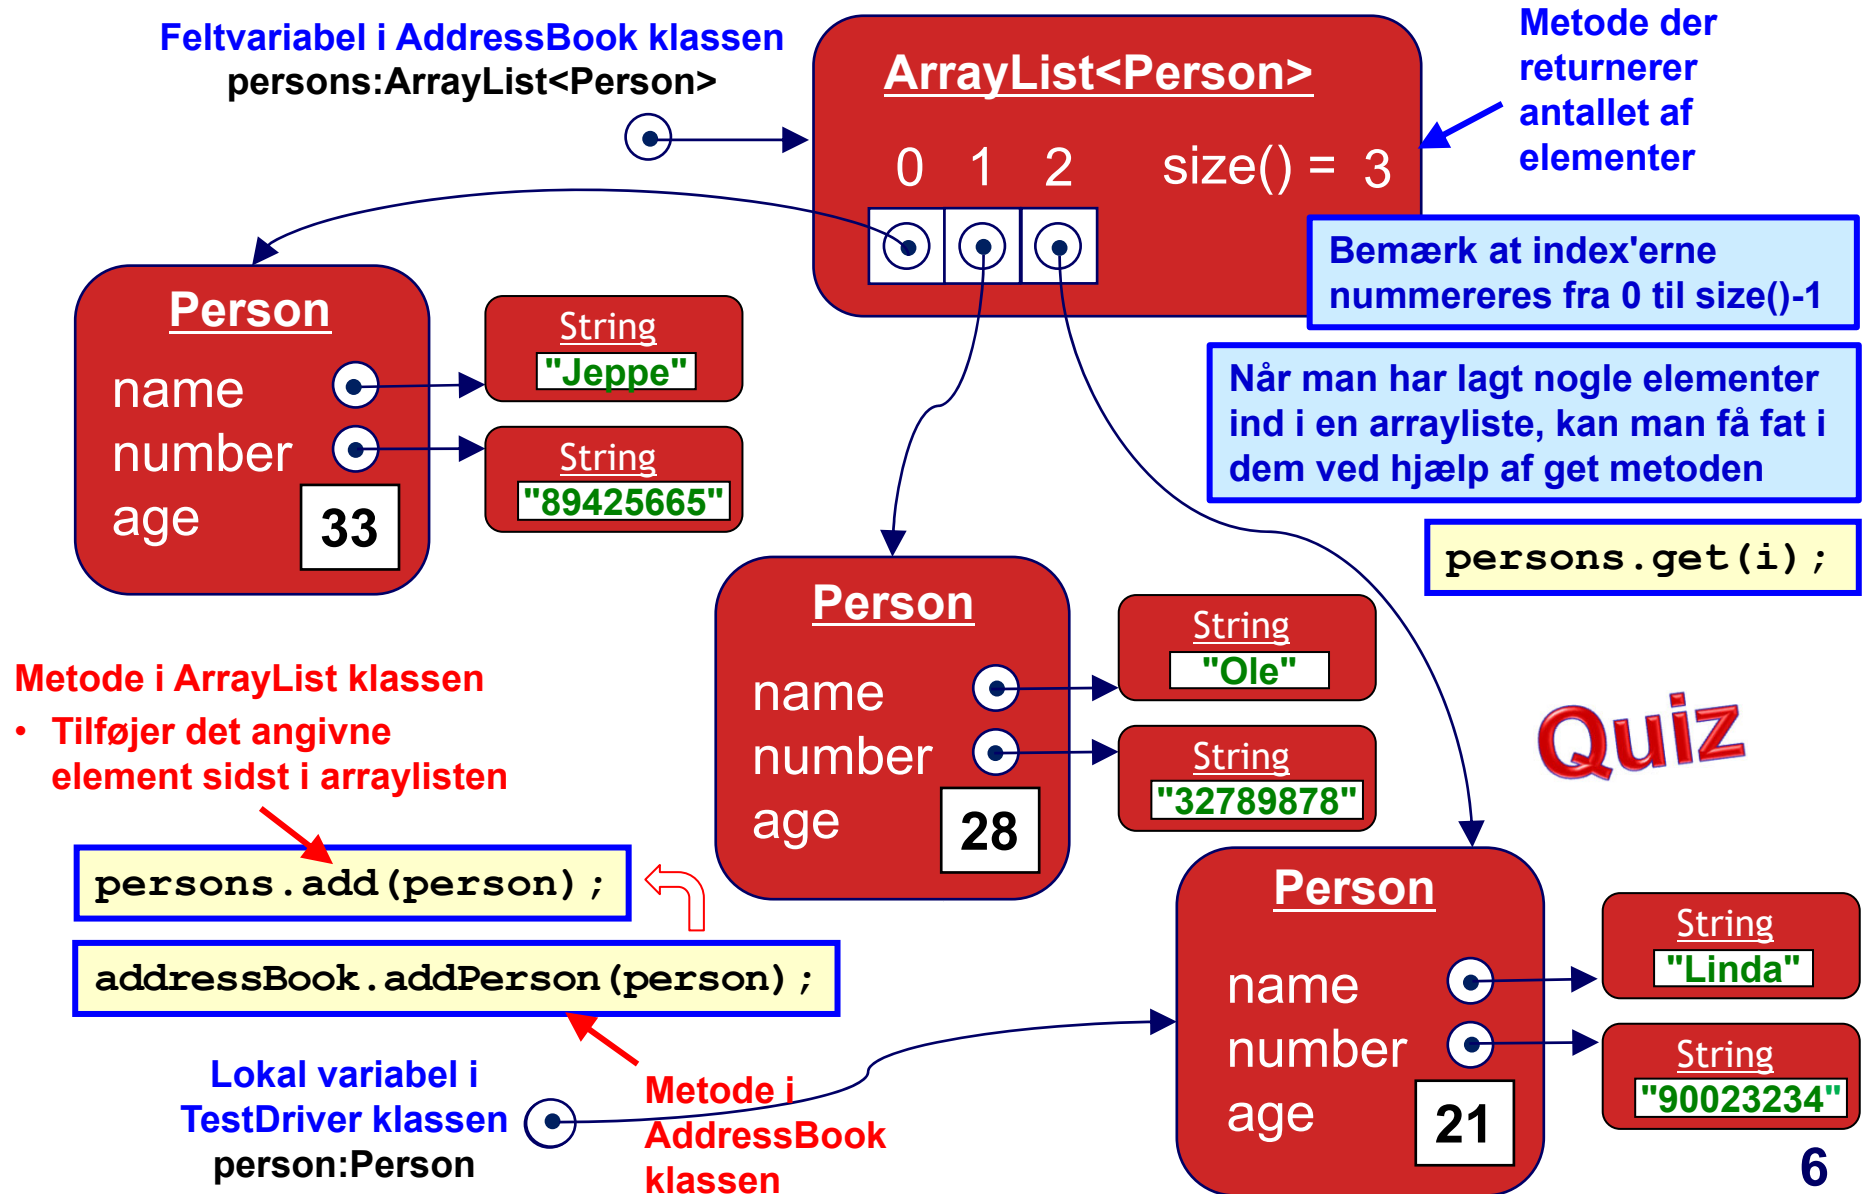 Feltvariabel i AddressBook klassen
persons:ArrayList<Person>
ArrayList<Person>
0 1 2 size() = 3
Metode der
returnerer
antallet af
elementer
Bemærk at index'erne
nummereres fra 0 til size()-1
Når man har lagt nogle elementer
ind i en arrayliste, kan man få fat i
dem ved hjælp af get metoden
persons.get(i);
Person
name
number
age
33
String
"Jeppe"
String
"89425665"
Person
name
number
age
28
String
"Ole"
String
"32789878"
Quiz
Metode i ArrayList klassen
• Tilføjer det angivne
element sidst i arraylisten
persons.add(person);
addressBook.addPerson(person);
Lokal variabel i
TestDriver klassen
person:Person
Metode i
AddressBook
klassen
Person
name
number
age
21
String
"Linda"
String
"90023234"
6